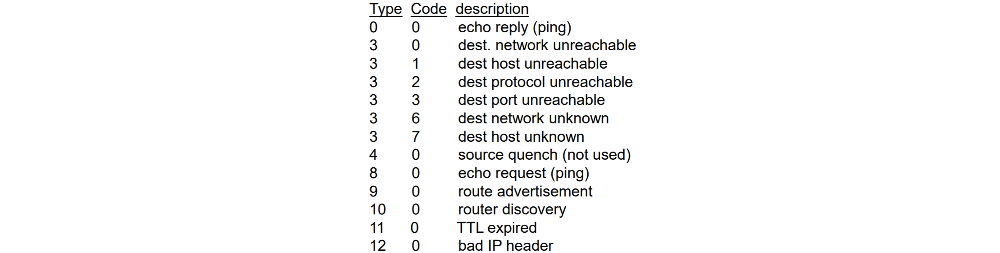 Type Code description
0 0 echo reply (ping)
3 0 dest. network unreachable
3 1 dest host unreachable
3 2 dest protocol unreachable
3 3 dest port unreachable
3 6 dest network unknown
3 7 dest host unknown
4 0 source quench (not used)
8 0 echo request (ping)
9 0 route advertisement
10 0 router discovery
11 0 TTL expired
12 0 bad IP header